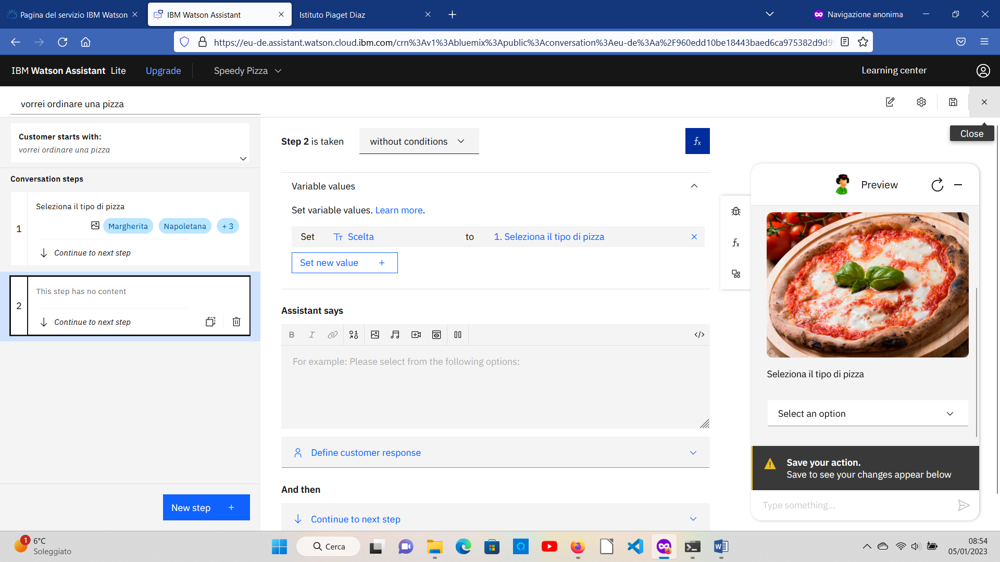 Pagina del servizio IBM Watson
IBM Watson Assistant
Istituto Piaget Diaz
Navigazione anonima
https://eu-de.assistant.watson.cloud.ibm.com/crn%3Av1%3Abluemix%3Apublic%3Aconversation%3Aeu-de%3Aa%2F960edd10be18443baed6ca975382d9d9
IBM Watson Assistant Lite
Upgrade
Speedy Pizza
Learning center
vorrei ordinare una pizza
Close
Customer starts with:
vorrei ordinare una pizza
Conversation steps
1
Seleziona il tipo di pizza
Margherita
Napoletana
+ 3
Continue to next step
2
This step has no content
Continue to next step
New step +
Step 2 is taken
without conditions
fx
Variable values
Set variable values. Learn more.
Set
Tт Scelta
to
1. Seleziona il tipo di pizza
Set new value +
Assistant says
B I
For example: Please select from the following options:
Define customer response
And then
Continue to next step
fx
Preview
Seleziona il tipo di pizza
Select an option
Save your action.
Save to see your changes appear below
Type something...
1
6°C
Soleggiato
Cerca
08:54
05/01/2023